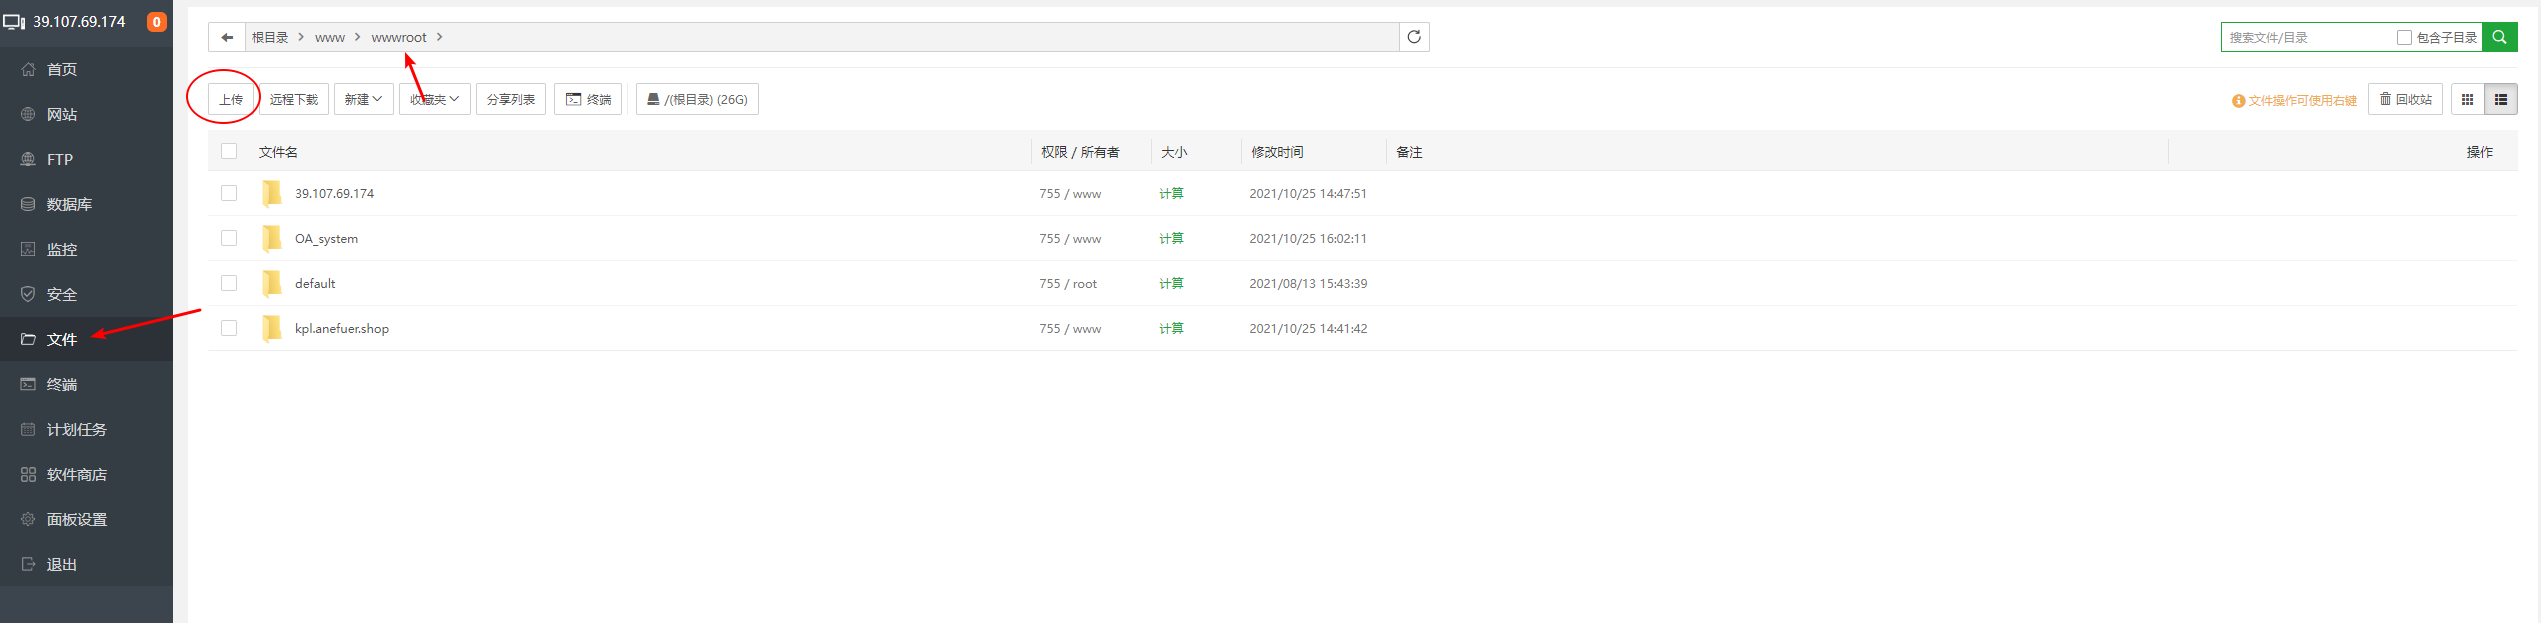 39.107.69.174 0
首页
网站
FTP
数据库
监控
安全
文件
终端
计划任务
软件商店
面板设置
退出
根目录 www wwwroot
搜索文件/目录 包含子目录
上传 远程下载 新建 收藏夹 分享列表 终端 /(根目录) (26G)
文件操作可使用右键 回收站
文件名 权限 / 所有者 大小 修改时间 备注 操作
39.107.69.174 755 / www 计算 2021/10/25 14:47:51
OA_system 755 / www 计算 2021/10/25 16:02:11
default 755 / root 计算 2021/08/13 15:43:39
kpl.anefuer.shop 755 / www 计算 2021/10/25 14:41:42